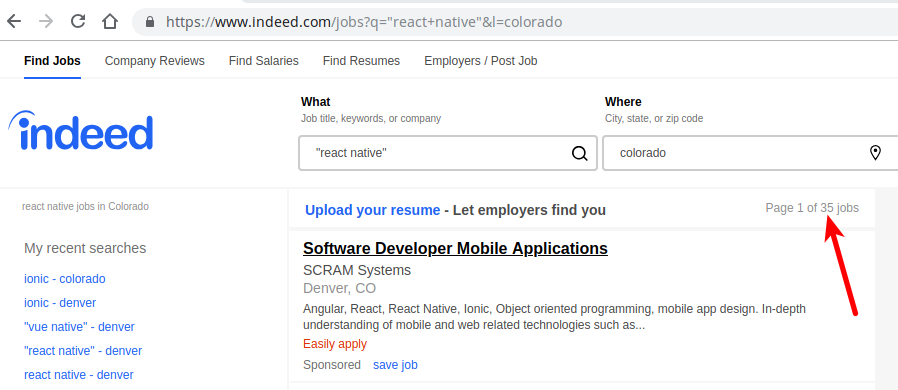 https://www.indeed.com/jobs?q="react+native"&l=colorado
Find Jobs Company Reviews Find Salaries Find Resumes Employers / Post Job
indeed
What
Job title, keywords, or company
"react native"
Where
City, state, or zip code
colorado
react native jobs in Colorado
My recent searches
ionic - colorado
ionic - denver
"vue native" - denver
"react native" - denver
react native - denver
Upload your resume - Let employers find you
Page 1 of 35 jobs
Software Developer Mobile Applications
SCRAM Systems
Denver, CO
Angular, React, React Native, Ionic, Object oriented programming, mobile app design. In-depth
understanding of mobile and web related technologies such as...
Easily apply
Sponsored save job